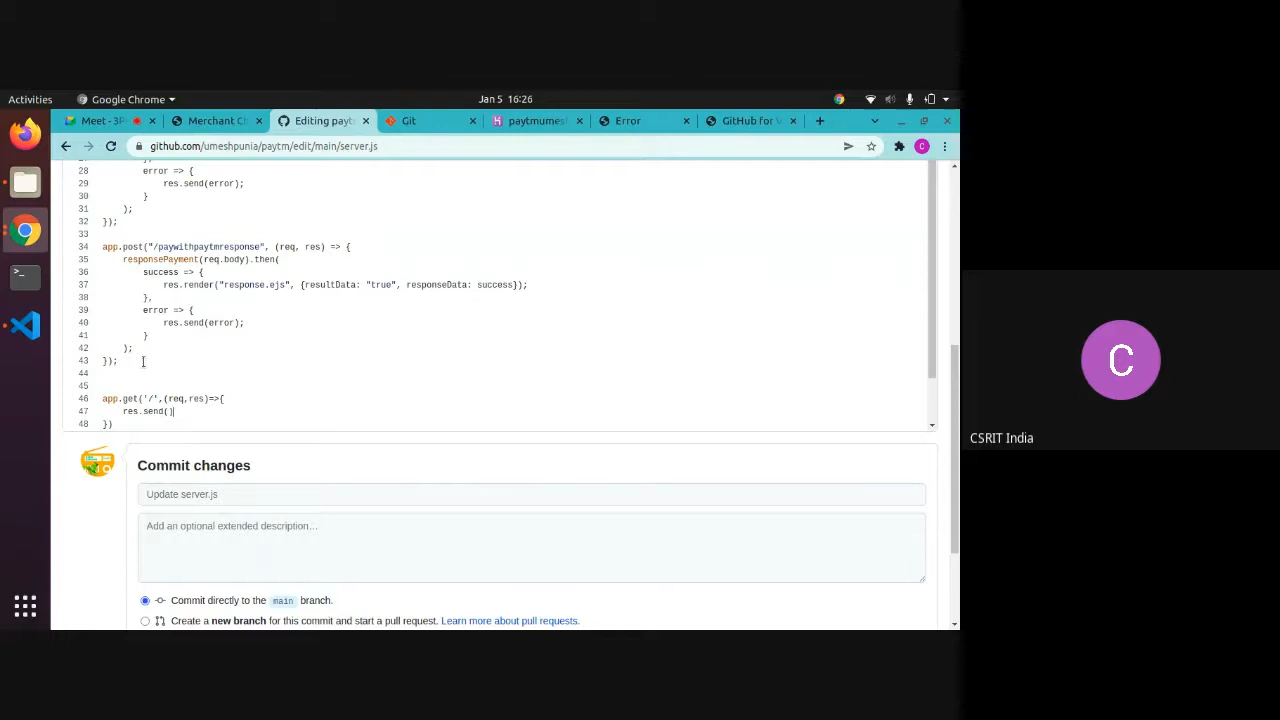 Activities
Google Chrome
Jan 5 16:26
Meet - 3P
Merchant C
Editing payt
Git
paytmumes
Error
GitHub for V
github.com/umeshpunia/paytm/edit/main/server.js
C
28 error => {
29 res.send(error);
30 }
31 );
32 });
33
34 app.post("/paywithpaytmresponse", (req, res) => {
35 responsePayment(req.body).then(
36 success => {
37 res.render("response.ejs", {resultData: "true", responseData: success});
38 },
39 error => {
40 res.send(error);
41 }
42 );
43 });
44
45
46 app.get('/',(req,res)=>{
47 res.send()
48 })
Commit changes
Update server.js
Add an optional extended description…
Commit directly to the main branch.
Create a new branch for this commit and start a pull request. Learn more about pull requests.
C
CSRIT India